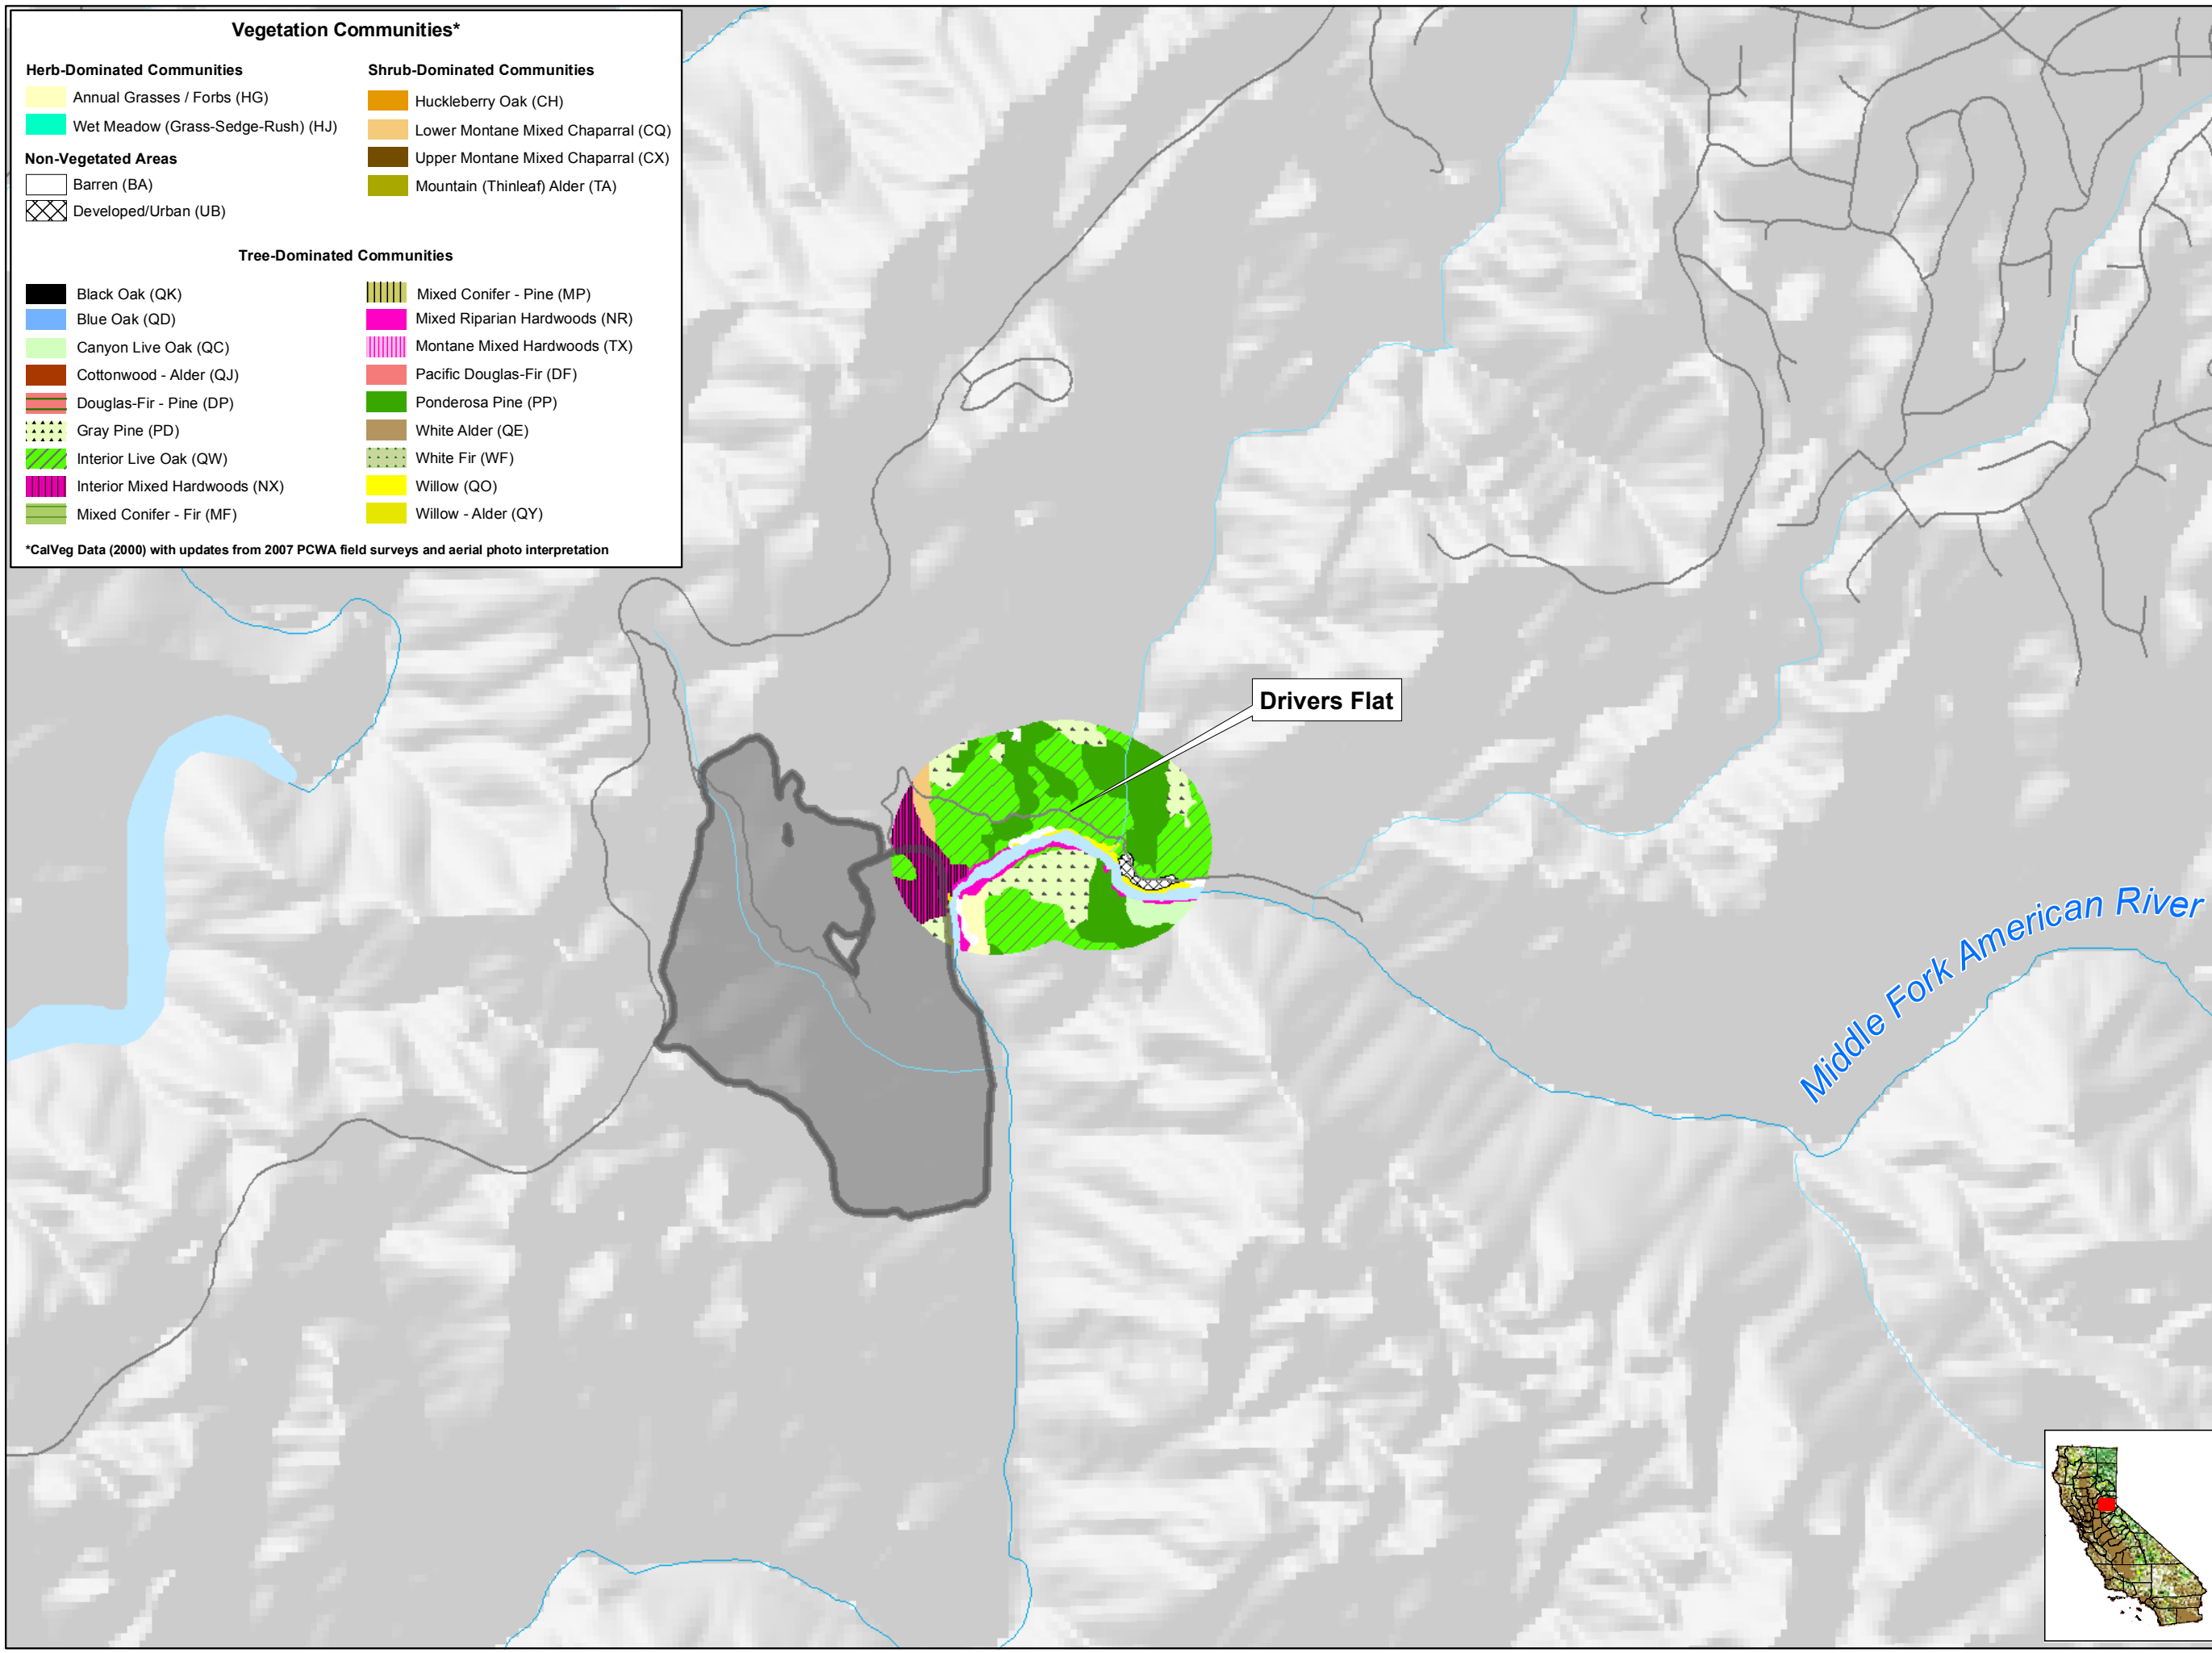 Vegetation Communities*
Herb-Dominated Communities
Annual Grasses / Forbs (HG)
Wet Meadow (Grass-Sedge-Rush) (HJ)
Non-Vegetated Areas
Barren (BA)
Developed/Urban (UB)
Shrub-Dominated Communities
Huckleberry Oak (CH)
Lower Montane Mixed Chaparral (CQ)
Upper Montane Mixed Chaparral (CX)
Mountain (Thinleaf) Alder (TA)
Tree-Dominated Communities
Black Oak (QK)
Blue Oak (QD)
Canyon Live Oak (QC)
Cottonwood - Alder (QJ)
Douglas-Fir - Pine (DP)
Gray Pine (PD)
Interior Live Oak (QW)
Interior Mixed Hardwoods (NX)
Mixed Conifer - Fir (MF)
Mixed Conifer - Pine (MP)
Mixed Riparian Hardwoods (NR)
Montane Mixed Hardwoods (TX)
Pacific Douglas-Fir (DF)
Ponderosa Pine (PP)
White Alder (QE)
White Fir (WF)
Willow (QO)
Willow - Alder (QY)
*CalVeg Data (2000) with updates from 2007 PCWA field surveys and aerial photo interpretation
Drivers Flat
Middle Fork American River